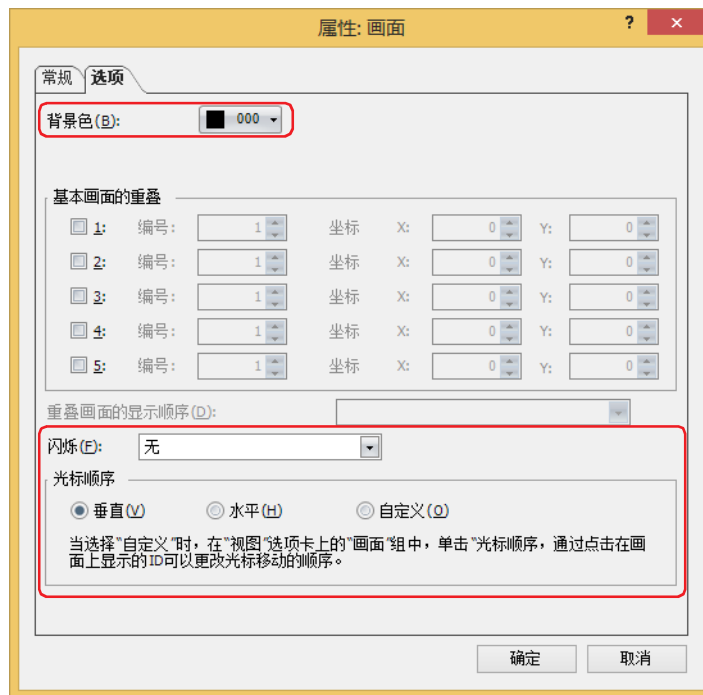 属性: 画面
? ×
常规 选项
背景色(B): 000
基本画面的重叠
1: 编号: 1 坐标 X: 0 Y: 0
2: 编号: 1 坐标 X: 0 Y: 0
3: 编号: 1 坐标 X: 0 Y: 0
4: 编号: 1 坐标 X: 0 Y: 0
5: 编号: 1 坐标 X: 0 Y: 0
重叠画面的显示顺序(D):
闪烁(F): 无
光标顺序
垂直(V) 水平(H) 自定义(O)
当选择“自定义”时，在“视图”选项卡上的“画面”组中，单击“光标顺序，通过点击在画
面上显示的ID可以更改光标移动的顺序。
确定 取消